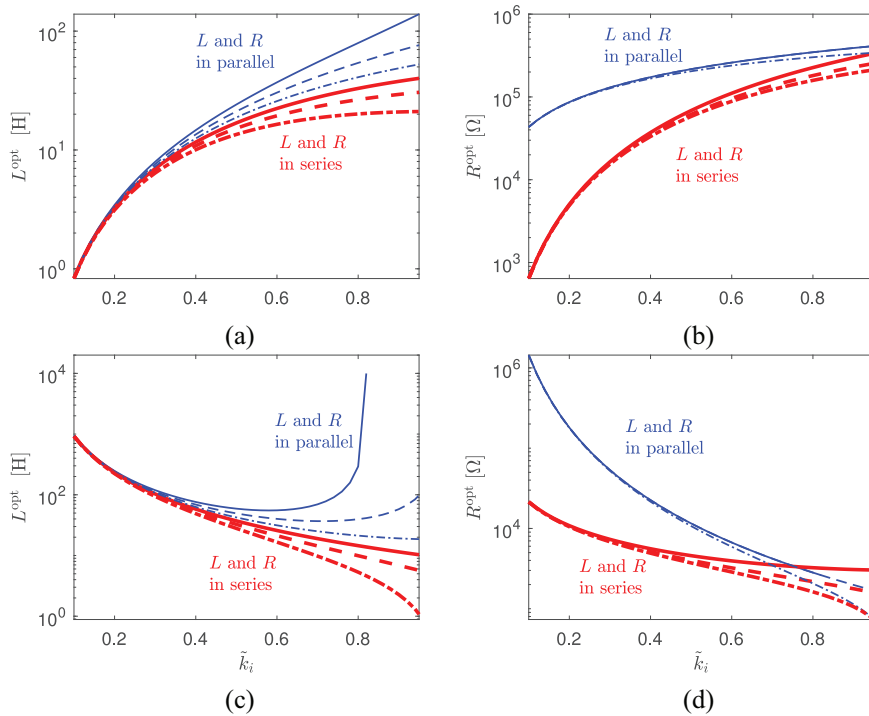 10^2
10^1
10^0
L^opt [H]
L and R
in parallel
L and R
in series
0.2 0.4 0.6 0.8
(a)
10^6
10^5
10^4
10^3
R^opt [Ω]
L and R
in parallel
L and R
in series
0.2 0.4 0.6 0.8
(b)
10^4
10^2
10^0
L^opt [H]
L and R
in parallel
L and R
in series
0.2 0.4 0.6 0.8
k̃_i
(c)
10^6
10^4
R^opt [Ω]
L and R
in parallel
L and R
in series
0.2 0.4 0.6 0.8
k̃_i
(d)